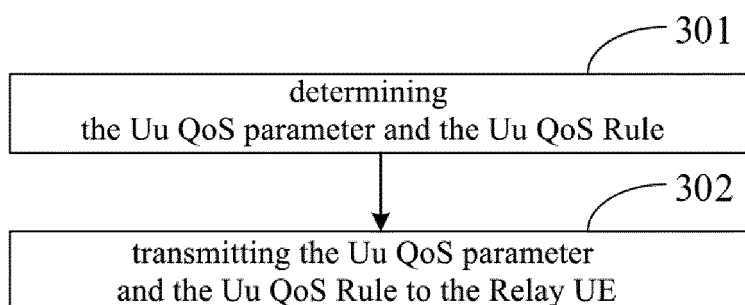 301
determining
the Uu QoS parameter and the Uu QoS Rule
302
transmitting the Uu QoS parameter
and the Uu QoS Rule to the Relay UE